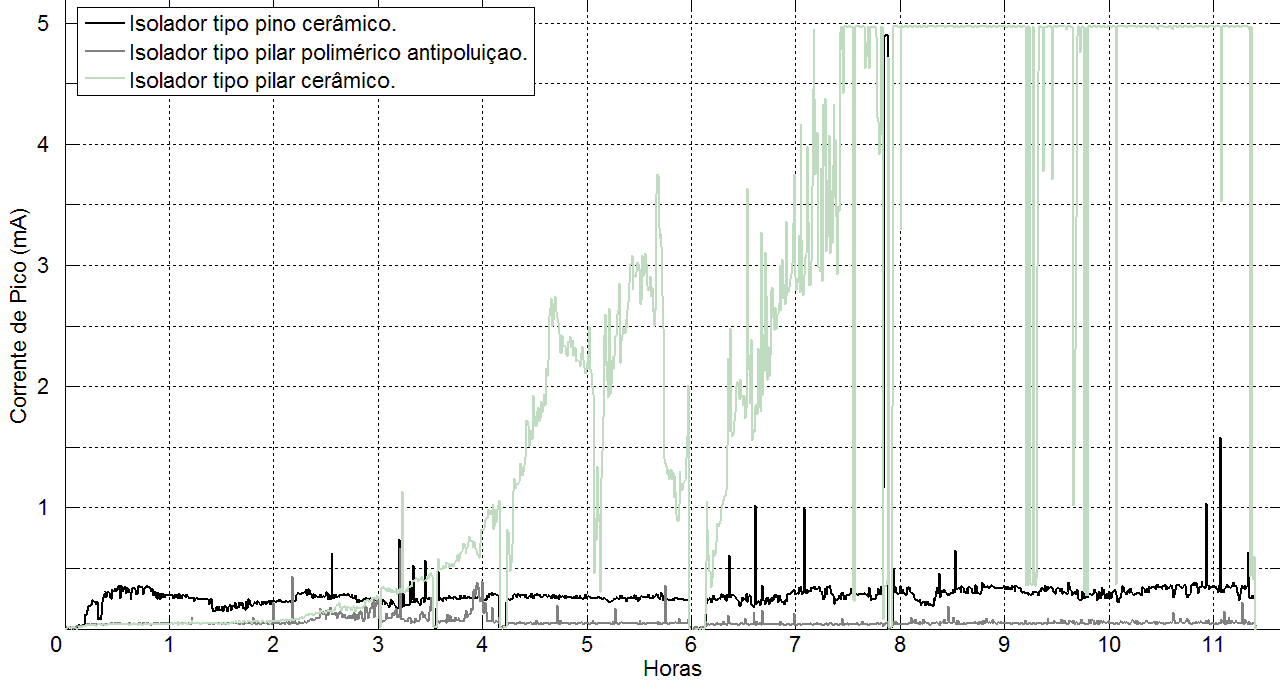 Isolador tipo pino cerâmico.
Isolador tipo pilar polimérico antipoluiçao.
Isolador tipo pilar cerâmico.
Corrente de Pico (mA)
5
4
3
2
1
0 1 2 3 4 5 6 7 8 9 10 11
Horas